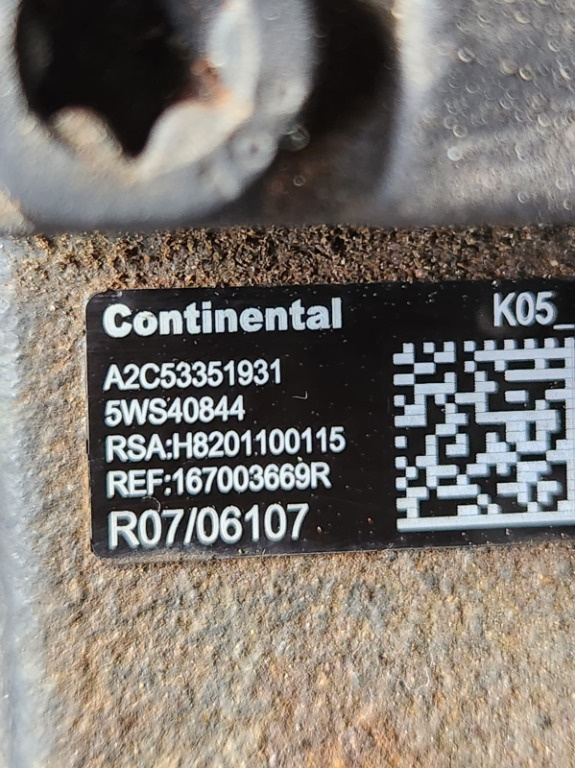 Continental
K05_
A2C53351931
5WS40844
RSA:H8201100115
REF:167003669R
R07/06107